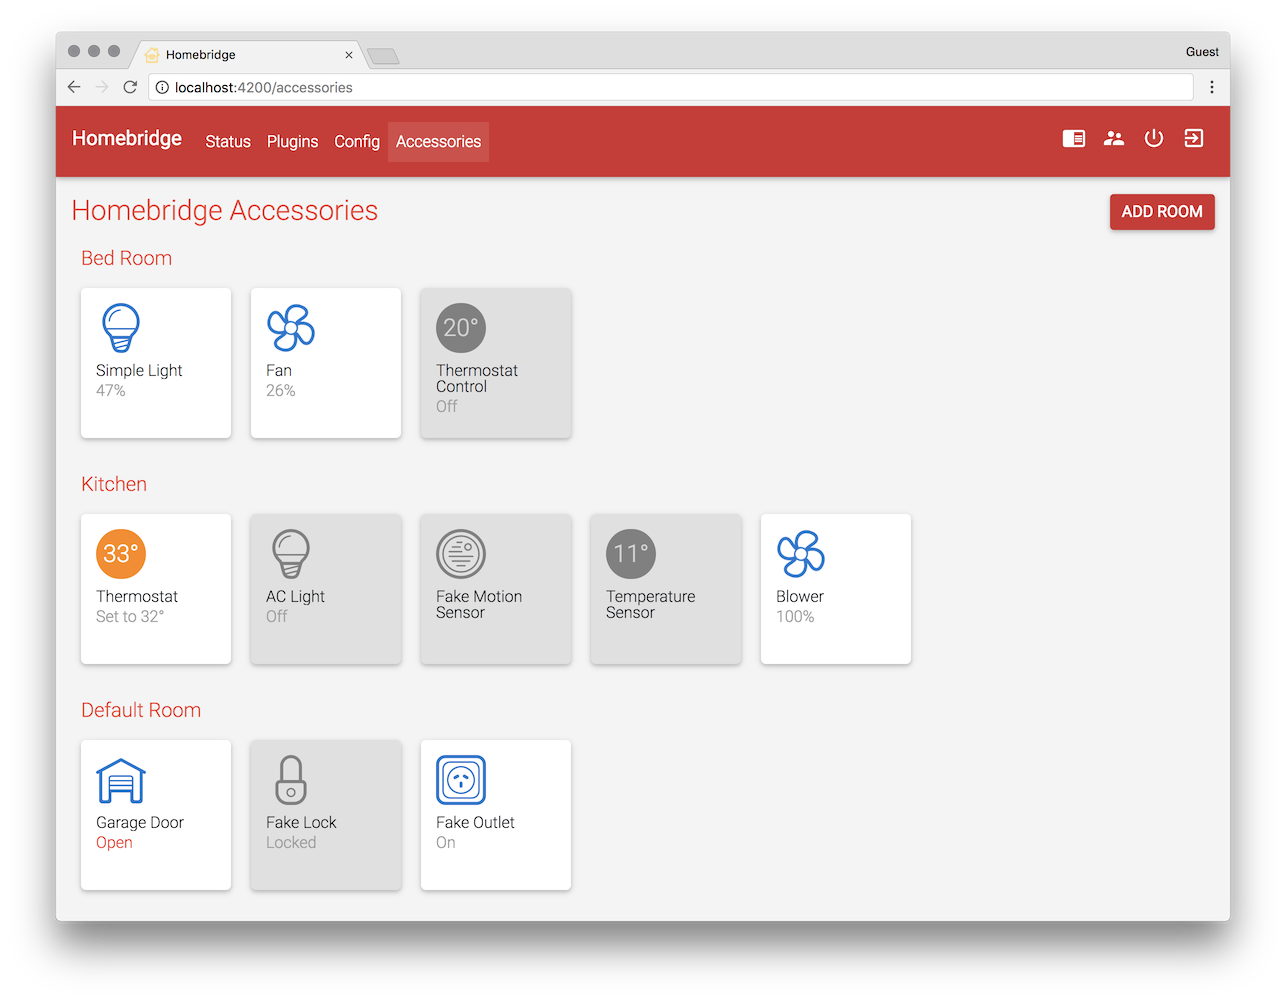 Homebridge
Guest
localhost:4200/accessories
Homebridge Status Plugins Config Accessories
Homebridge Accessories
ADD ROOM
Bed Room
20°
Simple Light
47%
Fan
26%
Thermostat
Control
Off
Kitchen
33°
Thermostat
Set to 32°
AC Light
Off
Fake Motion
Sensor
11°
Temperature
Sensor
Blower
100%
Default Room
Garage Door
Open
Fake Lock
Locked
Fake Outlet
On